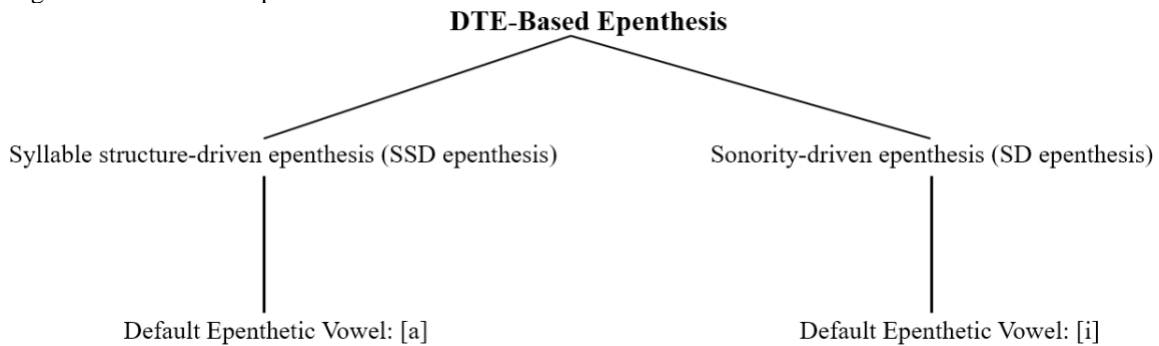 DTE-Based Epenthesis
Syllable structure-driven epenthesis (SSD epenthesis) Sonority-driven epenthesis (SD epenthesis)
Default Epenthetic Vowel: [a] Default Epenthetic Vowel: [i]